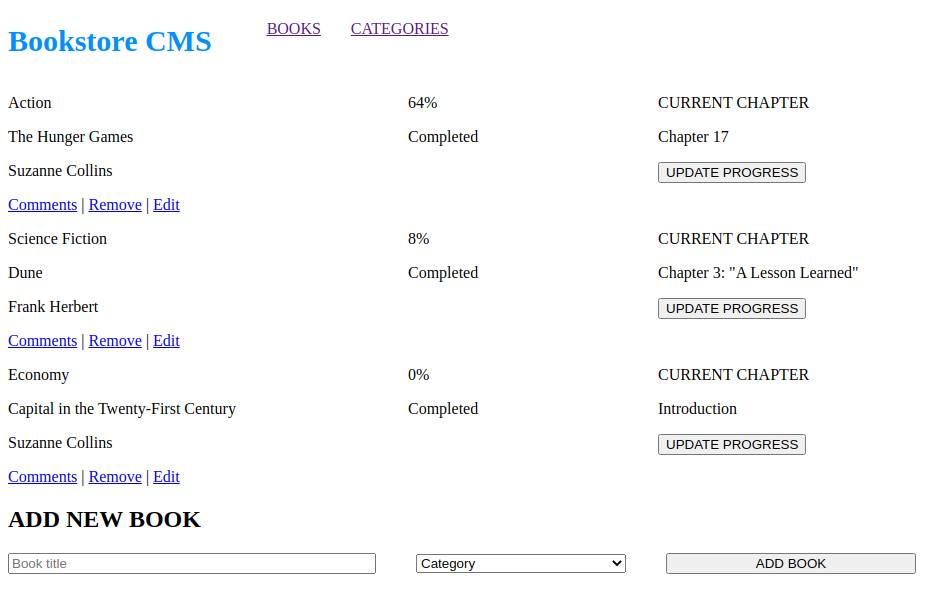 Bookstore CMS BOOKS CATEGORIES
Action 64% CURRENT CHAPTER
The Hunger Games Completed Chapter 17
Suzanne Collins UPDATE PROGRESS
Comments | Remove | Edit
Science Fiction 8% CURRENT CHAPTER
Dune Completed Chapter 3: "A Lesson Learned"
Frank Herbert UPDATE PROGRESS
Comments | Remove | Edit
Economy 0% CURRENT CHAPTER
Capital in the Twenty-First Century Completed Introduction
Suzanne Collins UPDATE PROGRESS
Comments | Remove | Edit
ADD NEW BOOK
Book title Category ADD BOOK